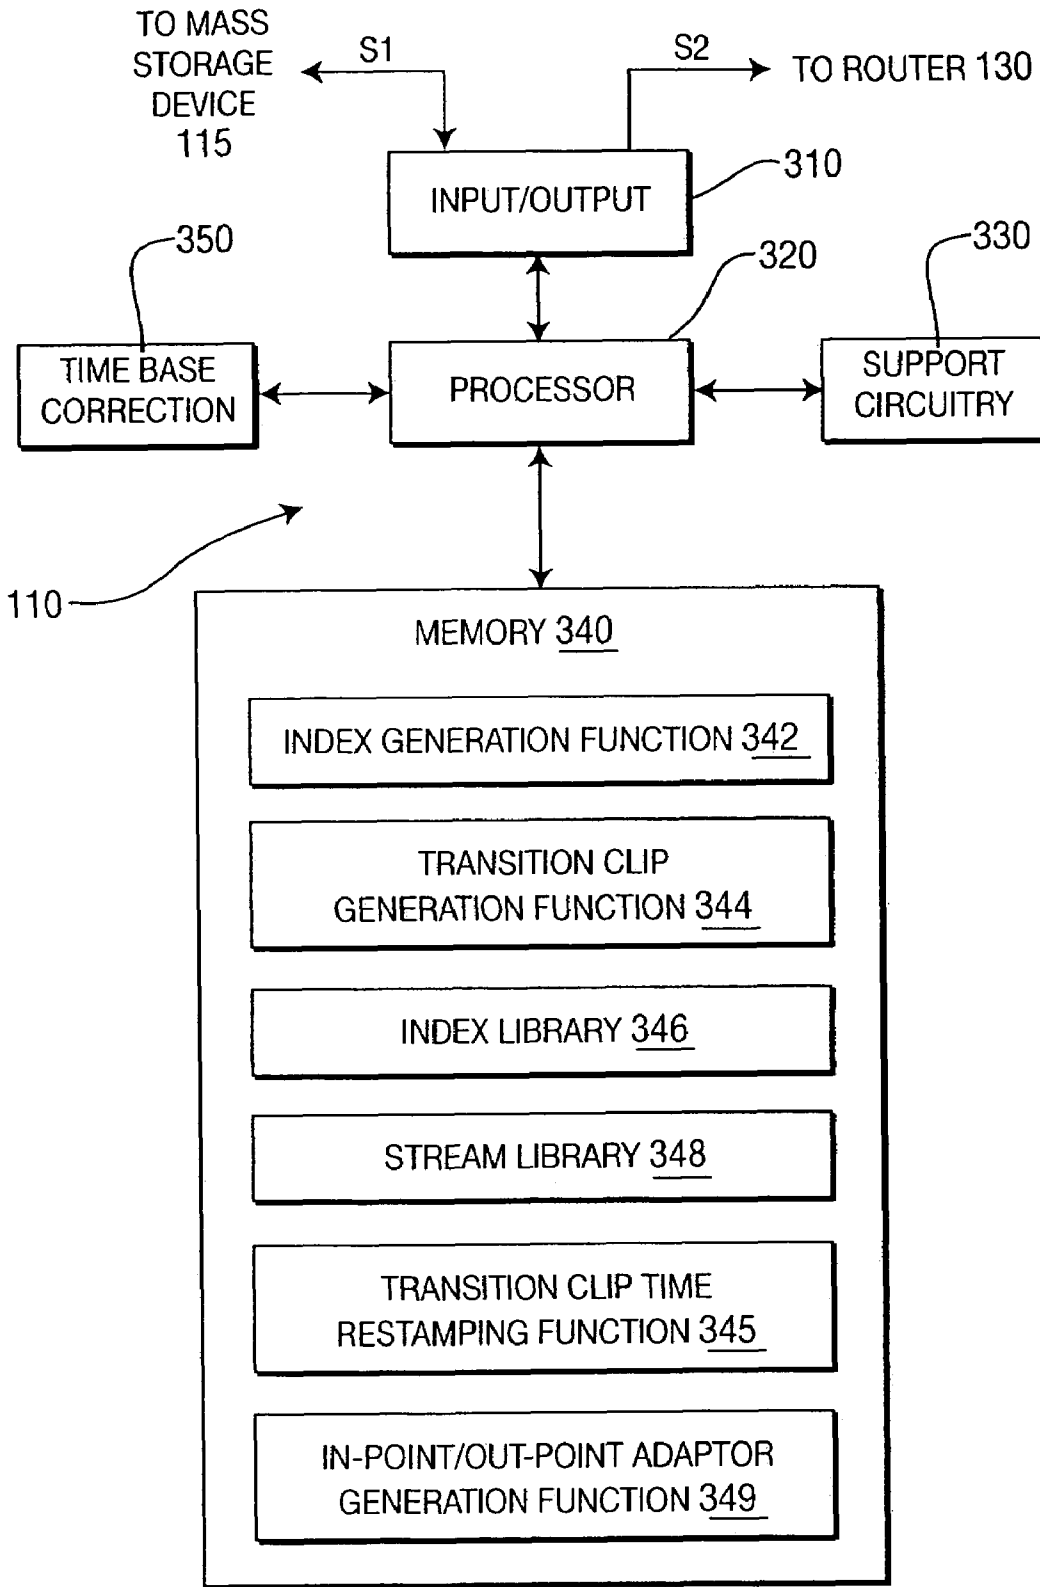 TO MASS
STORAGE
DEVICE
115
S1
S2
TO ROUTER 130
INPUT/OUTPUT
310
350
320
330
TIME BASE
CORRECTION
PROCESSOR
SUPPORT
CIRCUITRY
110
MEMORY 340
INDEX GENERATION FUNCTION 342
TRANSITION CLIP
GENERATION FUNCTION 344
INDEX LIBRARY 346
STREAM LIBRARY 348
TRANSITION CLIP TIME
RESTAMPING FUNCTION 345
IN-POINT/OUT-POINT ADAPTOR
GENERATION FUNCTION 349